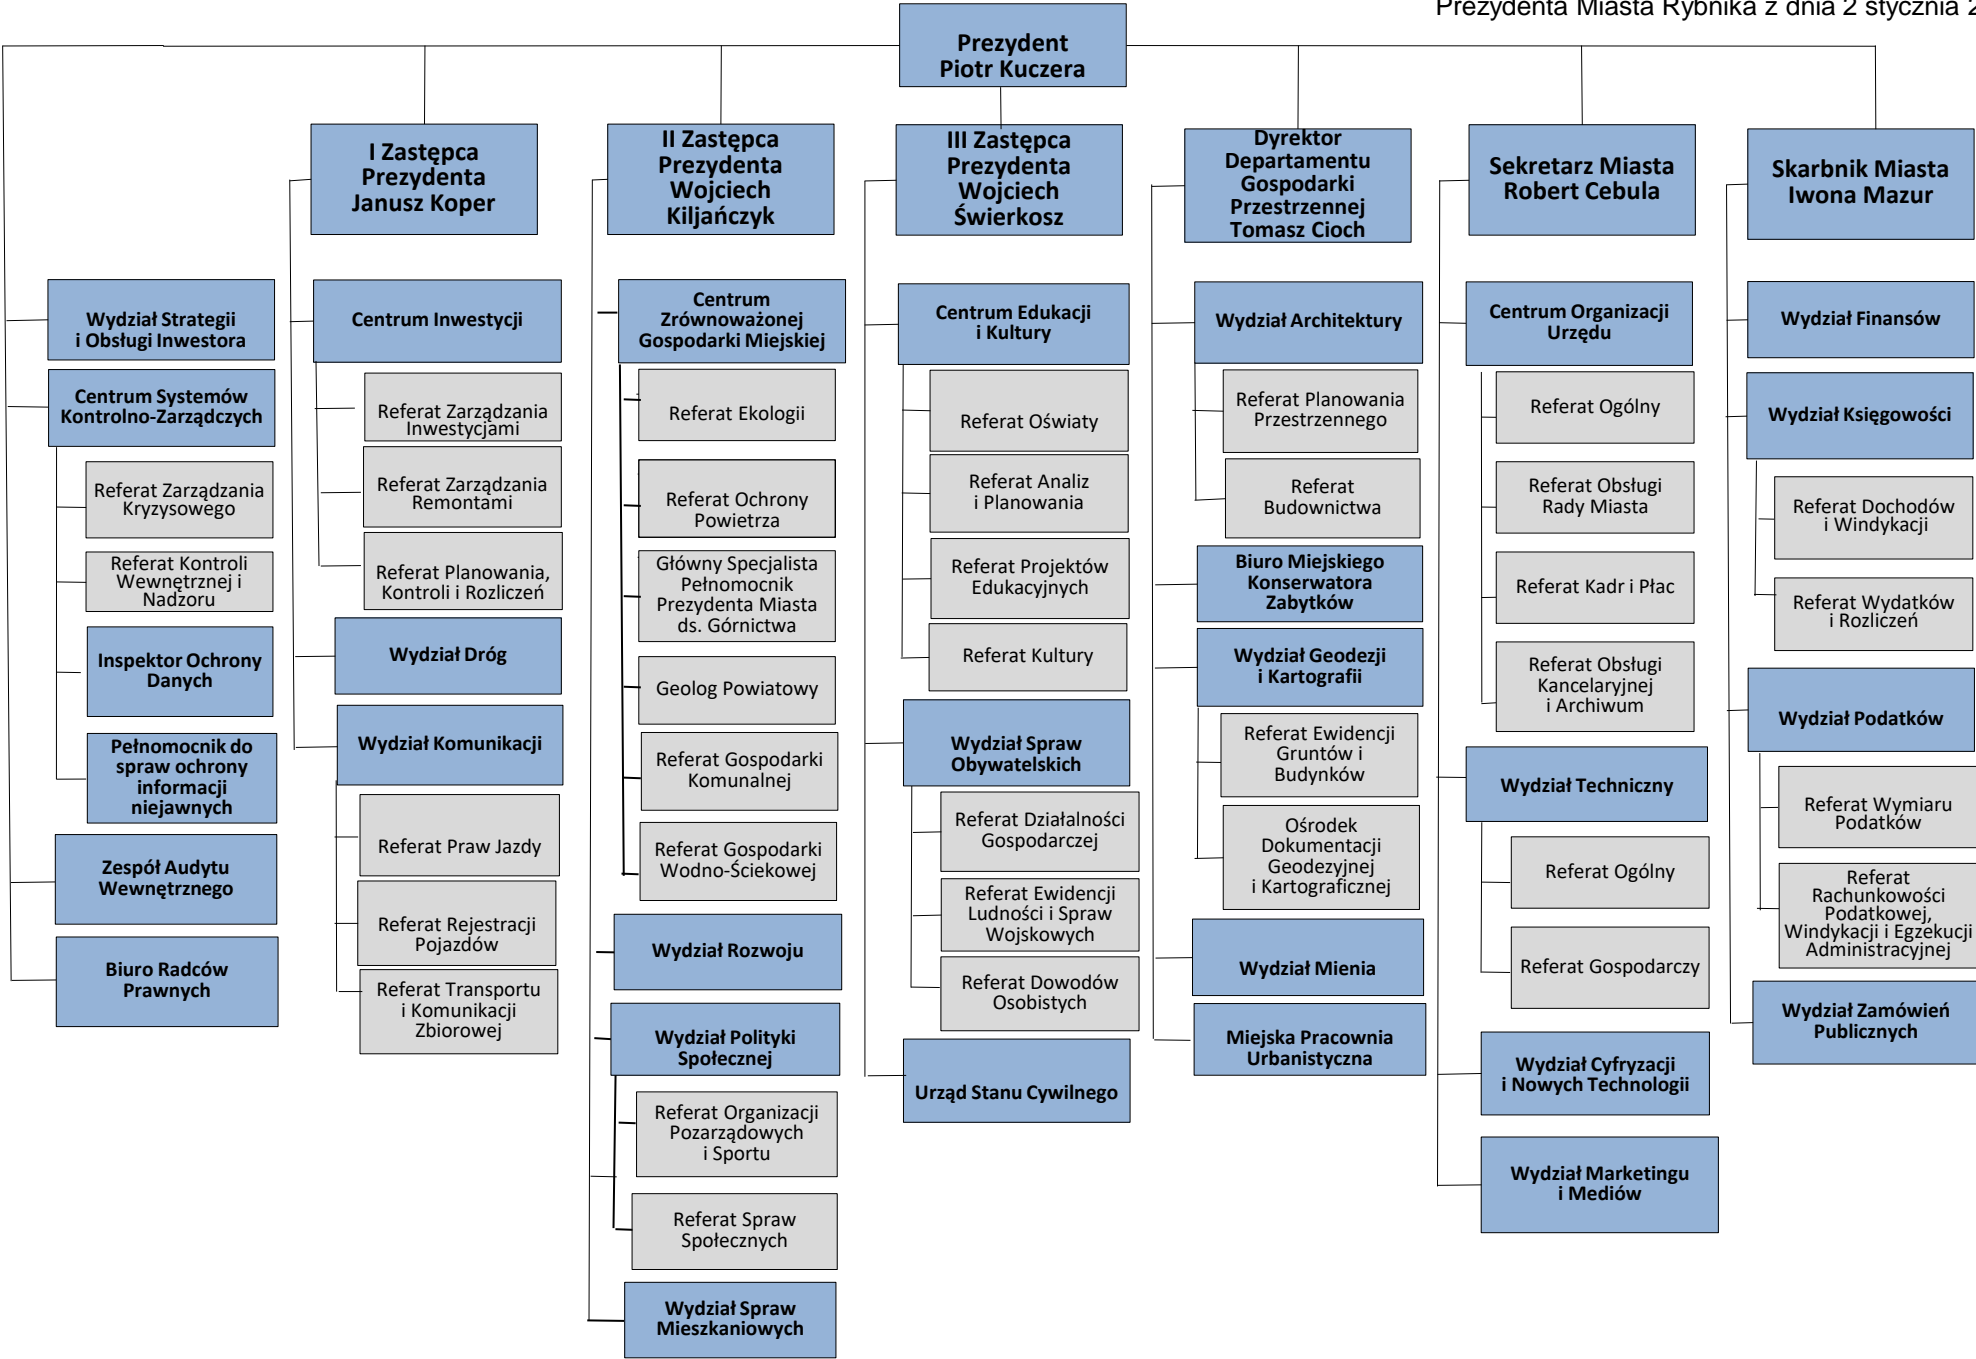 Prezydenta Miasta Rybnika z dnia 2 stycznia 2
Prezydent
Piotr Kuczera
I Zastępca
Prezydenta
Janusz Koper
II Zastępca
Prezydenta
Wojciech
Kiljańczyk
III Zastępca
Prezydenta
Wojciech
Świerkosz
Dyrektor
Departamentu
Gospodarki
Przestrzennej
Tomasz Cioch
Sekretarz Miasta
Robert Cebula
Skarbnik Miasta
Iwona Mazur
Wydział Strategii
i Obsługi Inwestora
Centrum Systemów
Kontrolno-Zarządczych
Referat Zarządzania
Kryzysowego
Referat Kontroli
Wewnętrznej i
Nadzoru
Inspektor Ochrony
Danych
Pełnomocnik do
spraw ochrony
informacji
niejawnych
Zespół Audytu
Wewnętrznego
Biuro Radców
Prawnych
Centrum Inwestycji
Referat Zarządzania
Inwestycjami
Referat Zarządzania
Remontami
Referat Planowania,
Kontroli i Rozliczeń
Wydział Dróg
Wydział Komunikacji
Referat Praw Jazdy
Referat Rejestracji
Pojazdów
Referat Transportu
i Komunikacji
Zbiorowej
Centrum
Zrównoważonej
Gospodarki Miejskiej
Referat Ekologii
Referat Ochrony
Powietrza
Główny Specjalista
Pełnomocnik
Prezydenta Miasta
ds. Górnictwa
Geolog Powiatowy
Referat Gospodarki
Komunalnej
Referat Gospodarki
Wodno-Ściekowej
Wydział Rozwoju
Wydział Polityki
Społecznej
Referat Organizacji
Pozarządowych
i Sportu
Referat Spraw
Społecznych
Wydział Spraw
Mieszkaniowych
Centrum Edukacji
i Kultury
Referat Oświaty
Referat Analiz
i Planowania
Referat Projektów
Edukacyjnych
Referat Kultury
Wydział Spraw
Obywatelskich
Referat Działalności
Gospodarczej
Referat Ewidencji
Ludności i Spraw
Wojskowych
Referat Dowodów
Osobistych
Urząd Stanu Cywilnego
Wydział Architektury
Referat Planowania
Przestrzennego
Referat
Budownictwa
Biuro Miejskiego
Konserwatora
Zabytków
Wydział Geodezji
i Kartografii
Referat Ewidencji
Gruntów i
Budynków
Ośrodek
Dokumentacji
Geodezyjnej
i Kartograficznej
Wydział Mienia
Miejska Pracownia
Urbanistyczna
Centrum Organizacji
Urzędu
Referat Ogólny
Referat Obsługi
Rady Miasta
Referat Kadr i Płac
Referat Obsługi
Kancelaryjnej
i Archiwum
Wydział Techniczny
Referat Ogólny
Referat Gospodarczy
Wydział Cyfryzacji
i Nowych Technologii
Wydział Marketingu
i Mediów
Wydział Finansów
Wydział Księgowości
Referat Dochodów
i Windykacji
Referat Wydatków
i Rozliczeń
Wydział Podatków
Referat Wymiaru
Podatków
Referat
Rachunkowości
Podatkowej,
Windykacji i Egzekucji
Administracyjnej
Wydział Zamówień
Publicznych